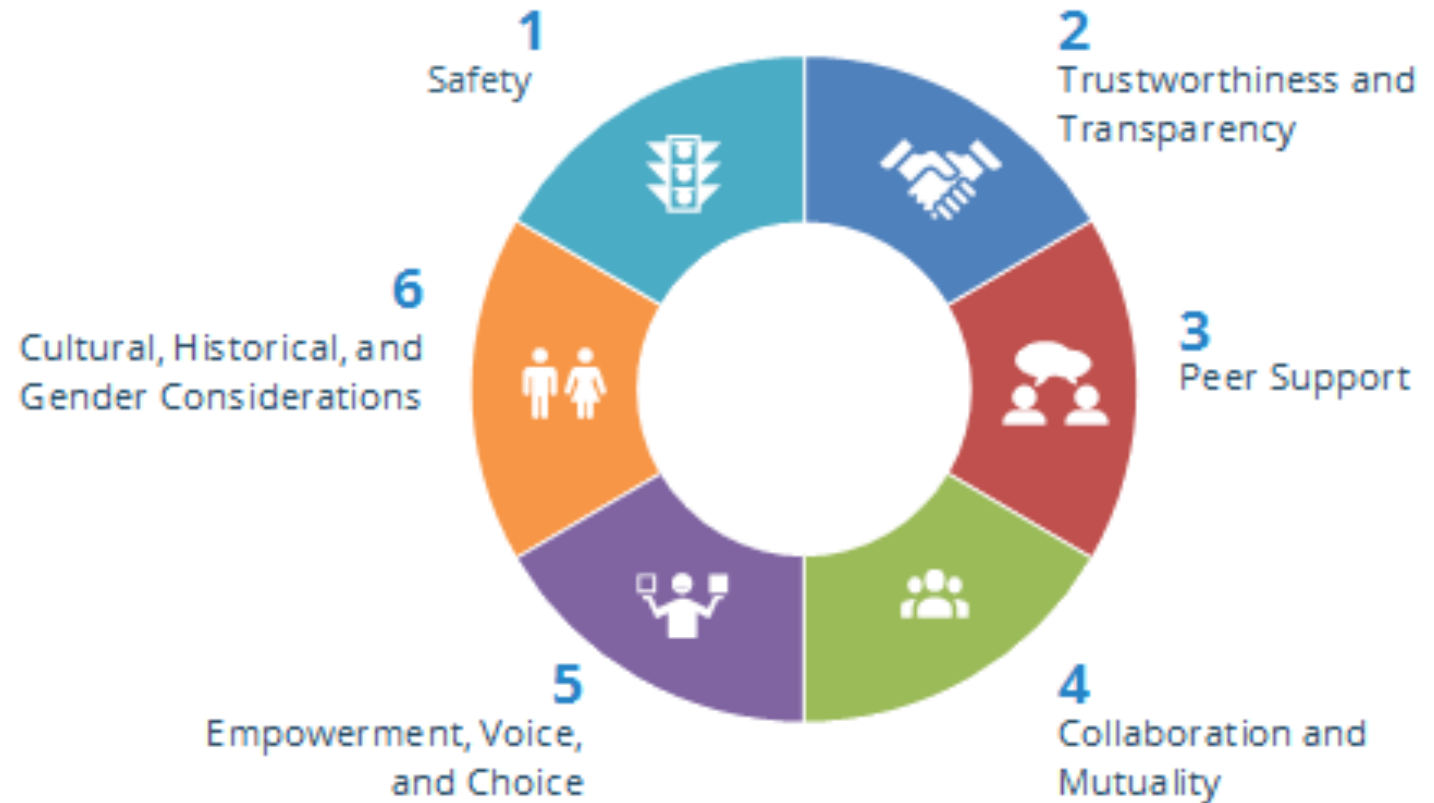 1
Safety
2
Trustworthiness and
Transparency
3
Peer Support
4
Collaboration and
Mutuality
5
Empowerment, Voice,
and Choice
6
Cultural, Historical, and
Gender Considerations